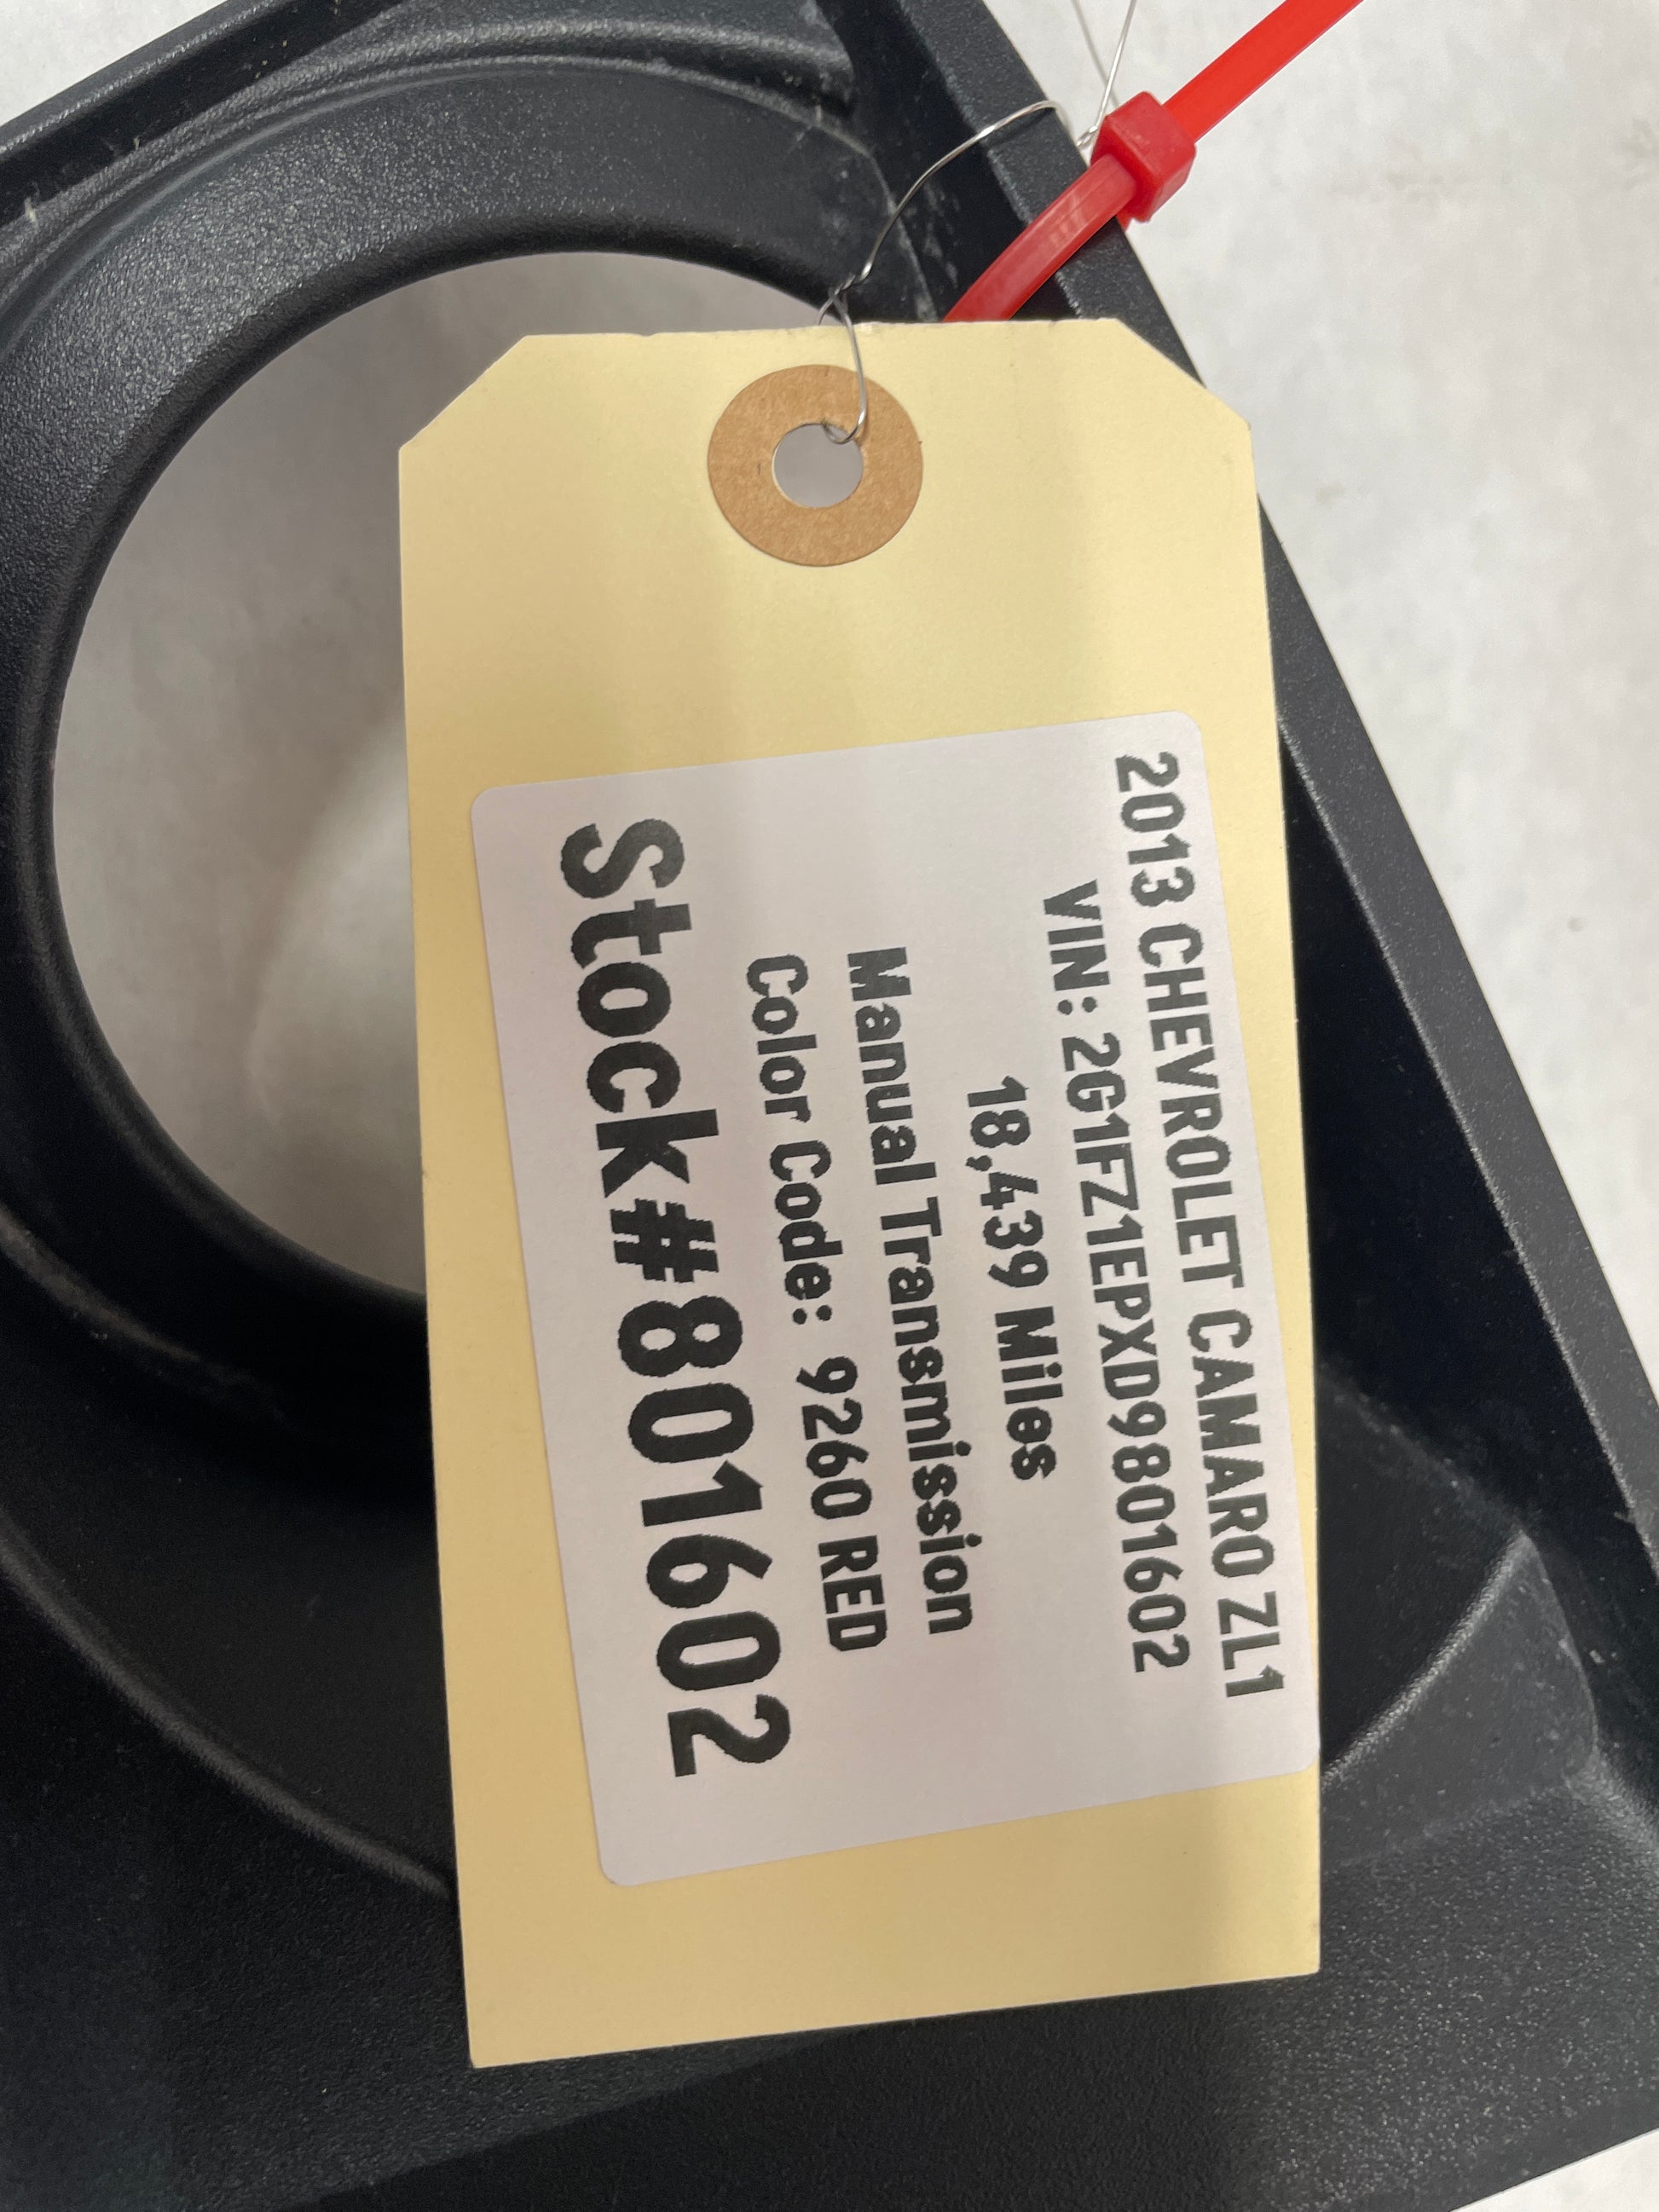 2013 CHEVROLET CAMARO ZL1
VIN: 2G1FZ1EPXD9801602
18,439 Miles
Manual Transmission
Color Code: 9260 RED
Stock#801602